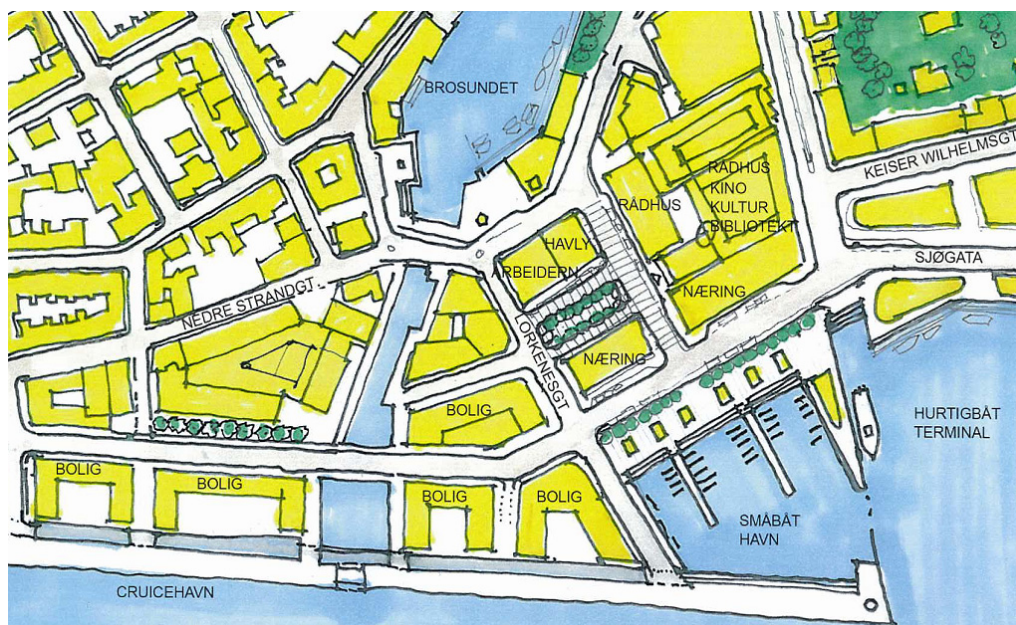 BROSUNDET
KEISER WILHELMSGT
RÅDHUS
KINO
KULTUR
BIBLIOTEKT
RÅDHUS
HAVLY
ARBEIDERN
SJØGATA
NÆRING
NEDRE STRANDGT
LORKENESGT
NÆRING
BOLIG
HURTIGBÅT
TERMINAL
BOLIG
BOLIG
BOLIG
BOLIG
SMÅBÅT
HAVN
CRUICEHAVN